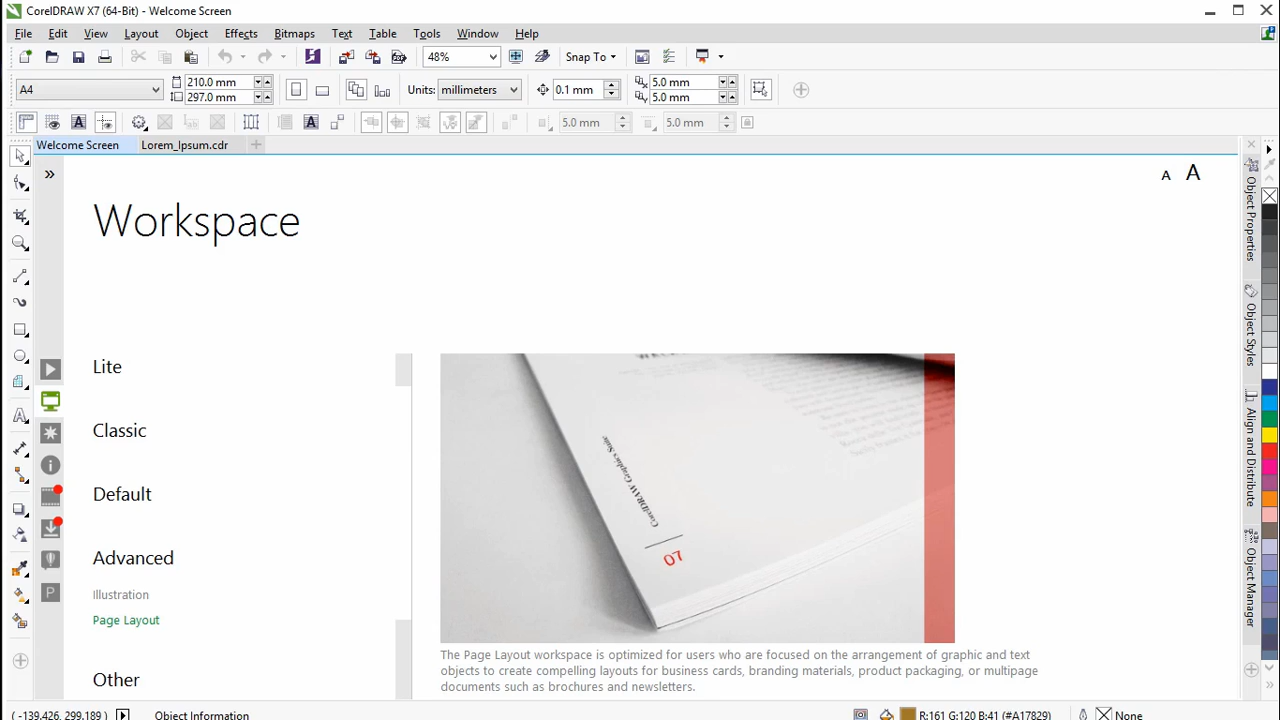 CorelDRAW X7 (64-Bit) - Welcome Screen
File Edit View Layout Object Effects Bitmaps Text Table Tools Window Help
48% Snap To
A4 210.0 mm 297.0 mm Units: millimeters 0.1 mm 5.0 mm 5.0 mm
5.0 mm 5.0 mm
Welcome Screen Lorem_Ipsum.cdr
A A
Workspace
Lite
Classic
Default
Advanced
Illustration
Page Layout
Other
CorelDRAW Graphics Suite
07
The Page Layout workspace is optimized for users who are focused on the arrangement of graphic and text
objects to create compelling layouts for business cards, branding materials, product packaging, or multipage
documents such as brochures and newsletters.
Object Properties
Object Styles
Align and Distribute
Object Manager
( -139.426, 299.189 ) Object Information R:161 G:120 B:41 (#A17829) None